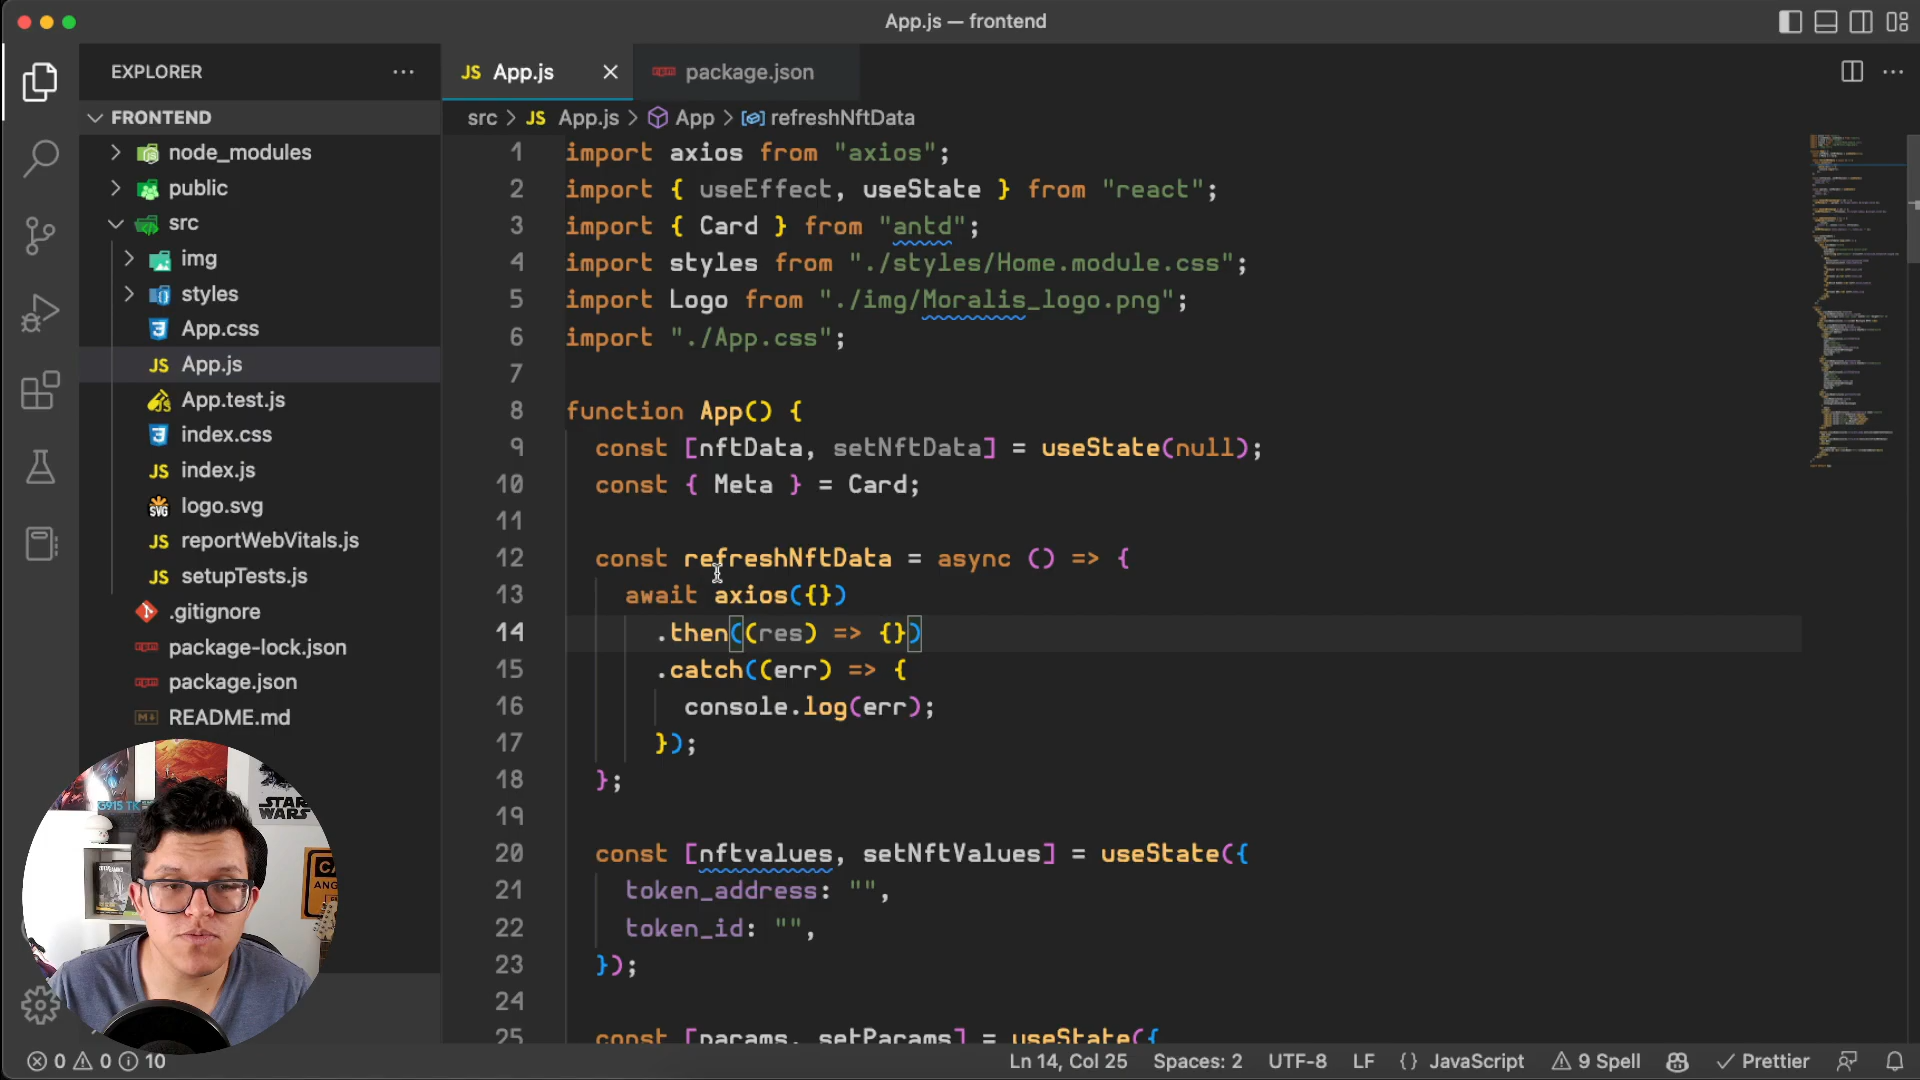 App.js — frontend
EXPLORER
JS App.js
package.json
src > JS App.js > App > refreshNftData
FRONTEND
node_modules
public
src
img
styles
App.css
JS App.js
App.test.js
index.css
JS index.js
SVG logo.svg
JS reportWebVitals.js
JS setupTests.js
.gitignore
package-lock.json
package.json
README.md
1 import axios from "axios";
2 import { useEffect, useState } from "react";
3 import { Card } from "antd";
4 import styles from "./styles/Home.module.css";
5 import Logo from "./img/Moralis_logo.png";
6 import "./App.css";
7
8 function App() {
9 const [nftData, setNftData] = useState(null);
10 const { Meta } = Card;
11
12 const refreshNftData = async () => {
13 await axios({})
14 .then((res) => {})
15 .catch((err) => {
16 console.log(err);
17 });
18 };
19
20 const [nftvalues, setNftValues] = useState({
21 token_address: "",
22 token_id: "",
23 });
24
25 const [params, setParams] = useState({
G915 TK
STAR
WARS
CA
ANG
0 0 10
Ln 14, Col 25 Spaces: 2 UTF-8 LF {} JavaScript 9 Spell Prettier